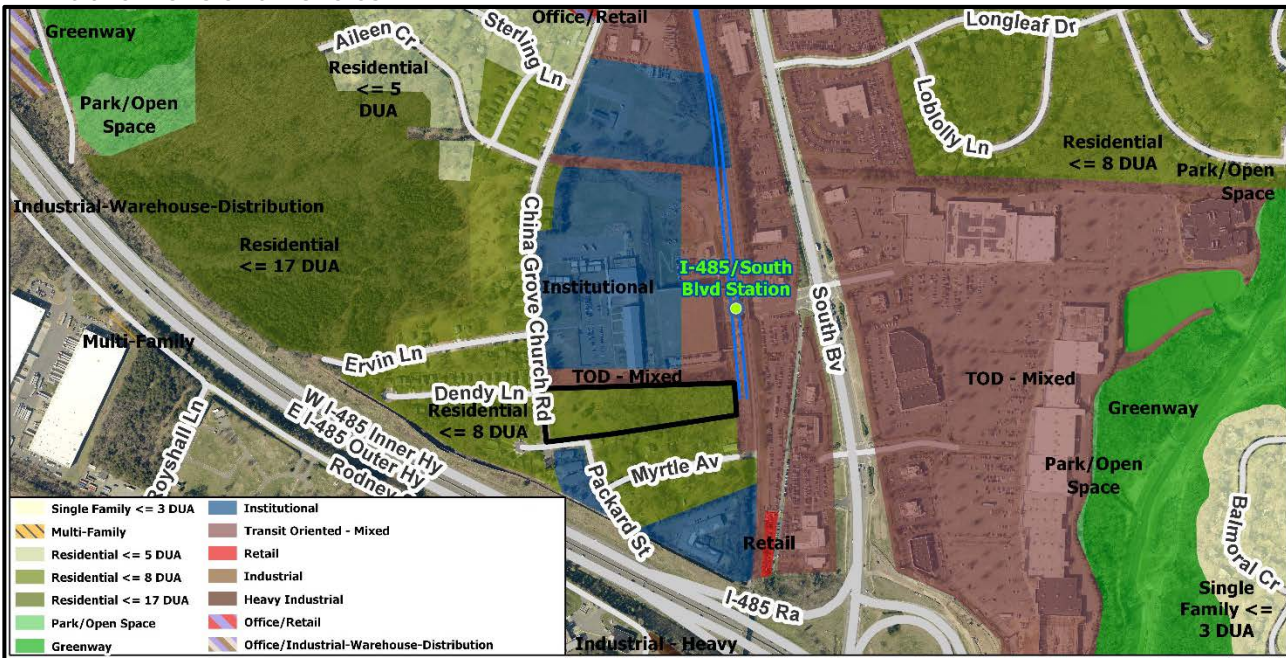 Greenway
Office/Retail
Longleaf Dr
Aileen Cr
Sterling Ln
Residential
<= 5
DUA
Park/Open
Space
Loblolly Ln
Residential
<= 8 DUA
Park/Open
Space
Industrial-Warehouse-Distribution
China Grove Church Rd
Residential
<= 17 DUA
I-485/South
Blvd Station
Institutional
South Bv
Multi-Family
Ervin Ln
TOD - Mixed
TOD - Mixed
Dendy Ln
Residential
<= 8 DUA
Greenway
W I-485 Inner Hy
E I-485 Outer Hy
Royshall Ln
Rodney
Myrtle Av
Packard St
Park/Open
Space
Balmoral Cr
Retail
I-485 Ra
Single
Family <=
3 DUA
Industrial - Heavy
Single Family <= 3 DUA
Multi-Family
Residential <= 5 DUA
Residential <= 8 DUA
Residential <= 17 DUA
Park/Open Space
Greenway
Institutional
Transit Oriented - Mixed
Retail
Industrial
Heavy Industrial
Office/Retail
Office/Industrial-Warehouse-Distribution